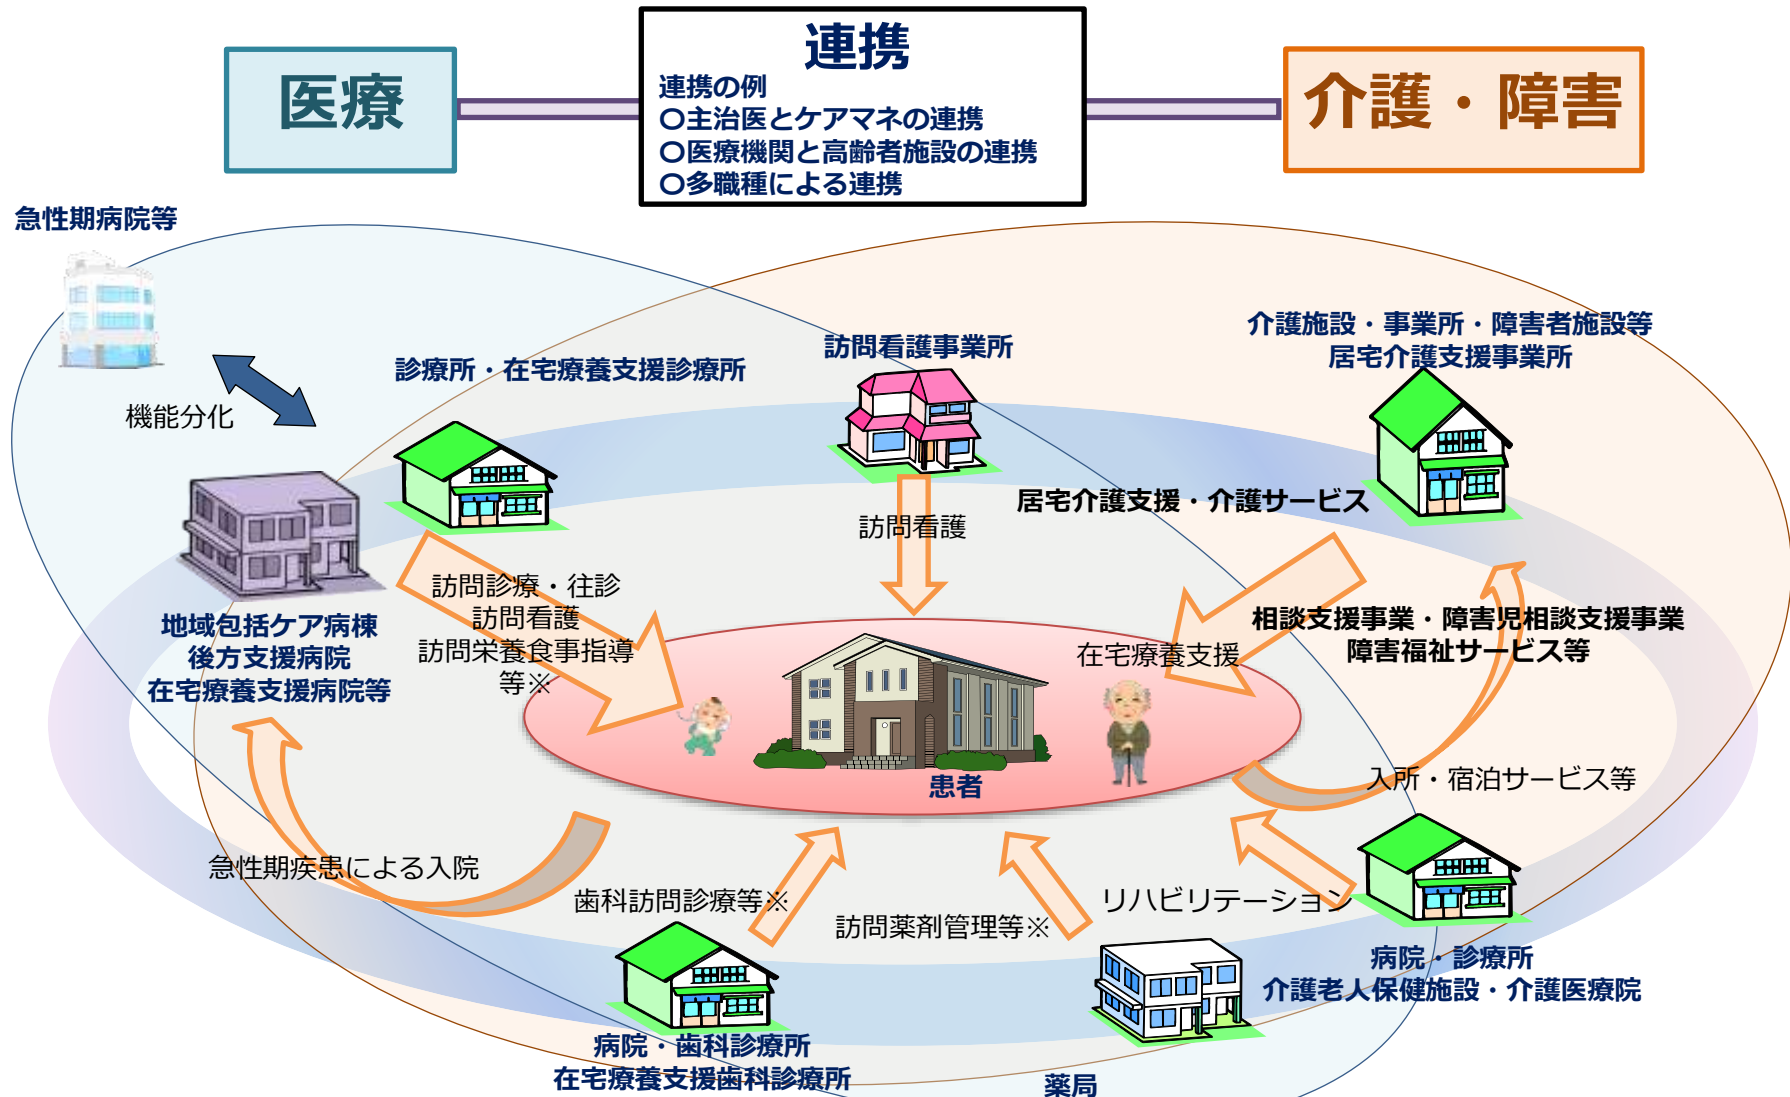 医療
連携
連携の例
〇主治医とケアマネの連携
〇医療機関と高齢者施設の連携
〇多職種による連携
介護・障害
急性期病院等
機能分化
診療所・在宅療養支援診療所
訪問看護事業所
介護施設・事業所・障害者施設等
居宅介護支援事業所
訪問看護
居宅介護支援・介護サービス
訪問診療・往診
訪問看護
訪問栄養食事指導
等※
地域包括ケア病棟
後方支援病院
在宅療養支援病院等
在宅療養支援
相談支援事業・障害児相談支援事業
障害福祉サービス等
患者
入所・宿泊サービス等
急性期疾患による入院
歯科訪問診療等※
訪問薬剤管理等※
リハビリテーション
病院・歯科診療所
在宅療養支援歯科診療所
薬局
病院・診療所
介護老人保健施設・介護医療院